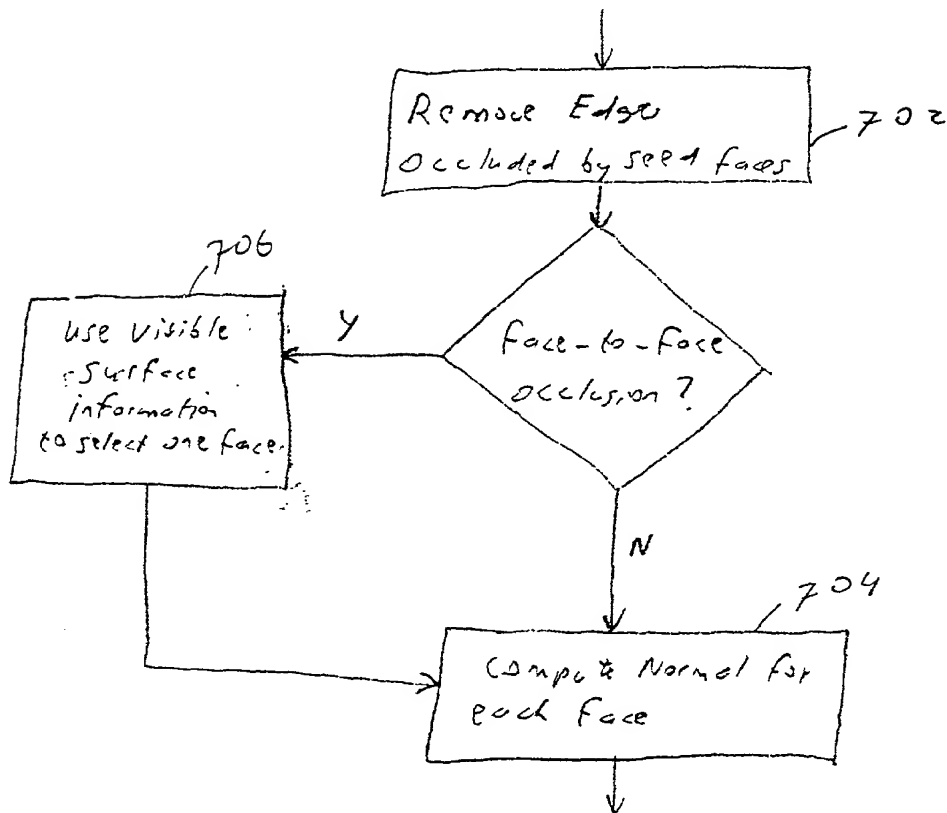 Remove Edge
Occluded by seed faces
702
706
use visible
surface
information
to select one face.
Y
face-to-face
occlusion?
N
704
Compute Normal for
each Face